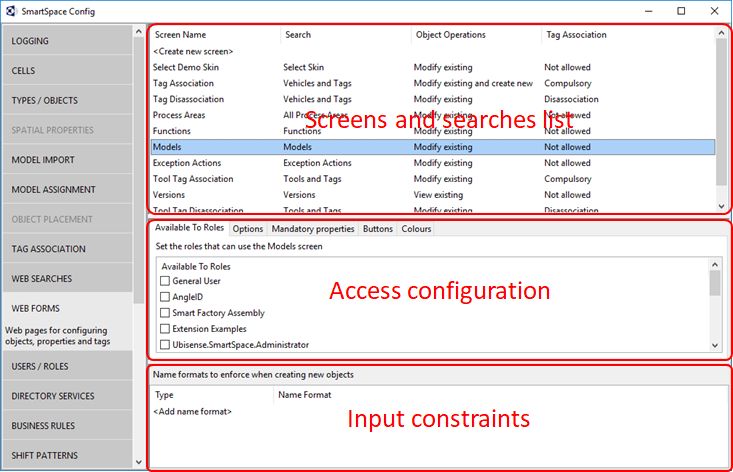 SmartSpace Config
LOGGING
CELLS
TYPES / OBJECTS
SPATIAL PROPERTIES
MODEL IMPORT
MODEL ASSIGNMENT
OBJECT PLACEMENT
TAG ASSOCIATION
WEB SEARCHES
WEB FORMS
Web pages for configuring
objects, properties and tags
USERS / ROLES
DIRECTORY SERVICES
BUSINESS RULES
SHIFT PATTERNS
Screen Name Search Object Operations Tag Association
<Create new screen>
Select Demo Skin Select Skin Modify existing Not allowed
Tag Association Vehicles and Tags Modify existing and create new Compulsory
Tag Disassociation Vehicles and Tags Modify existing Disassociation
Process Areas All Process Areas Modify existing Not allowed
Functions Functions Modify existing Not allowed
Models Models Modify existing Not allowed
Exception Actions Exception Actions Modify existing Not allowed
Tool Tag Association Tools and Tags Modify existing Compulsory
Versions Versions View existing Not allowed
Tool Tag Disassociation Tools and Tags Modify existing Disassociation
Screens and searches list
Available To Roles Options Mandatory properties Buttons Colours
Set the roles that can use the Models screen
Available To Roles
General User
AngleID
Smart Factory Assembly
Extension Examples
Ubisense.SmartSpace.Administrator
Access configuration
Name formats to enforce when creating new objects
Type Name Format
<Add name format>
Input constraints